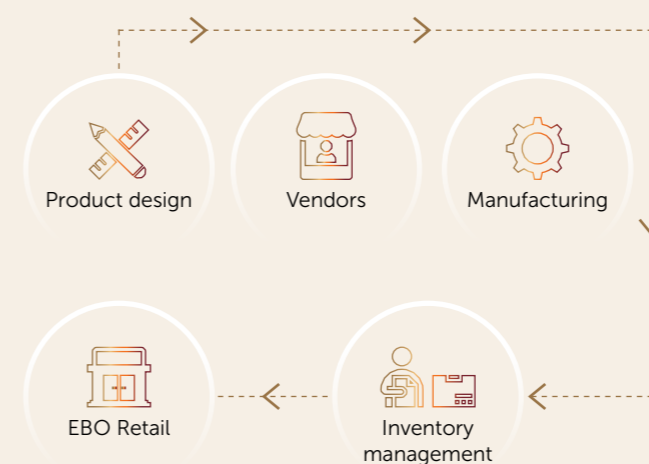 Product design
Vendors
Manufacturing
EBO Retail
Inventory
management